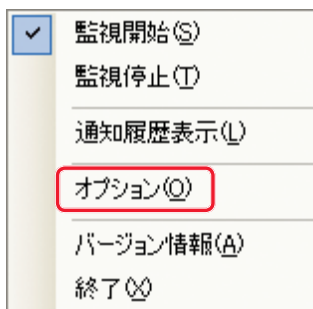 監視開始(S)
監視停止(T)
通知履歴表示(L)
オプション(O)
バージョン情報(A)
終了(X)